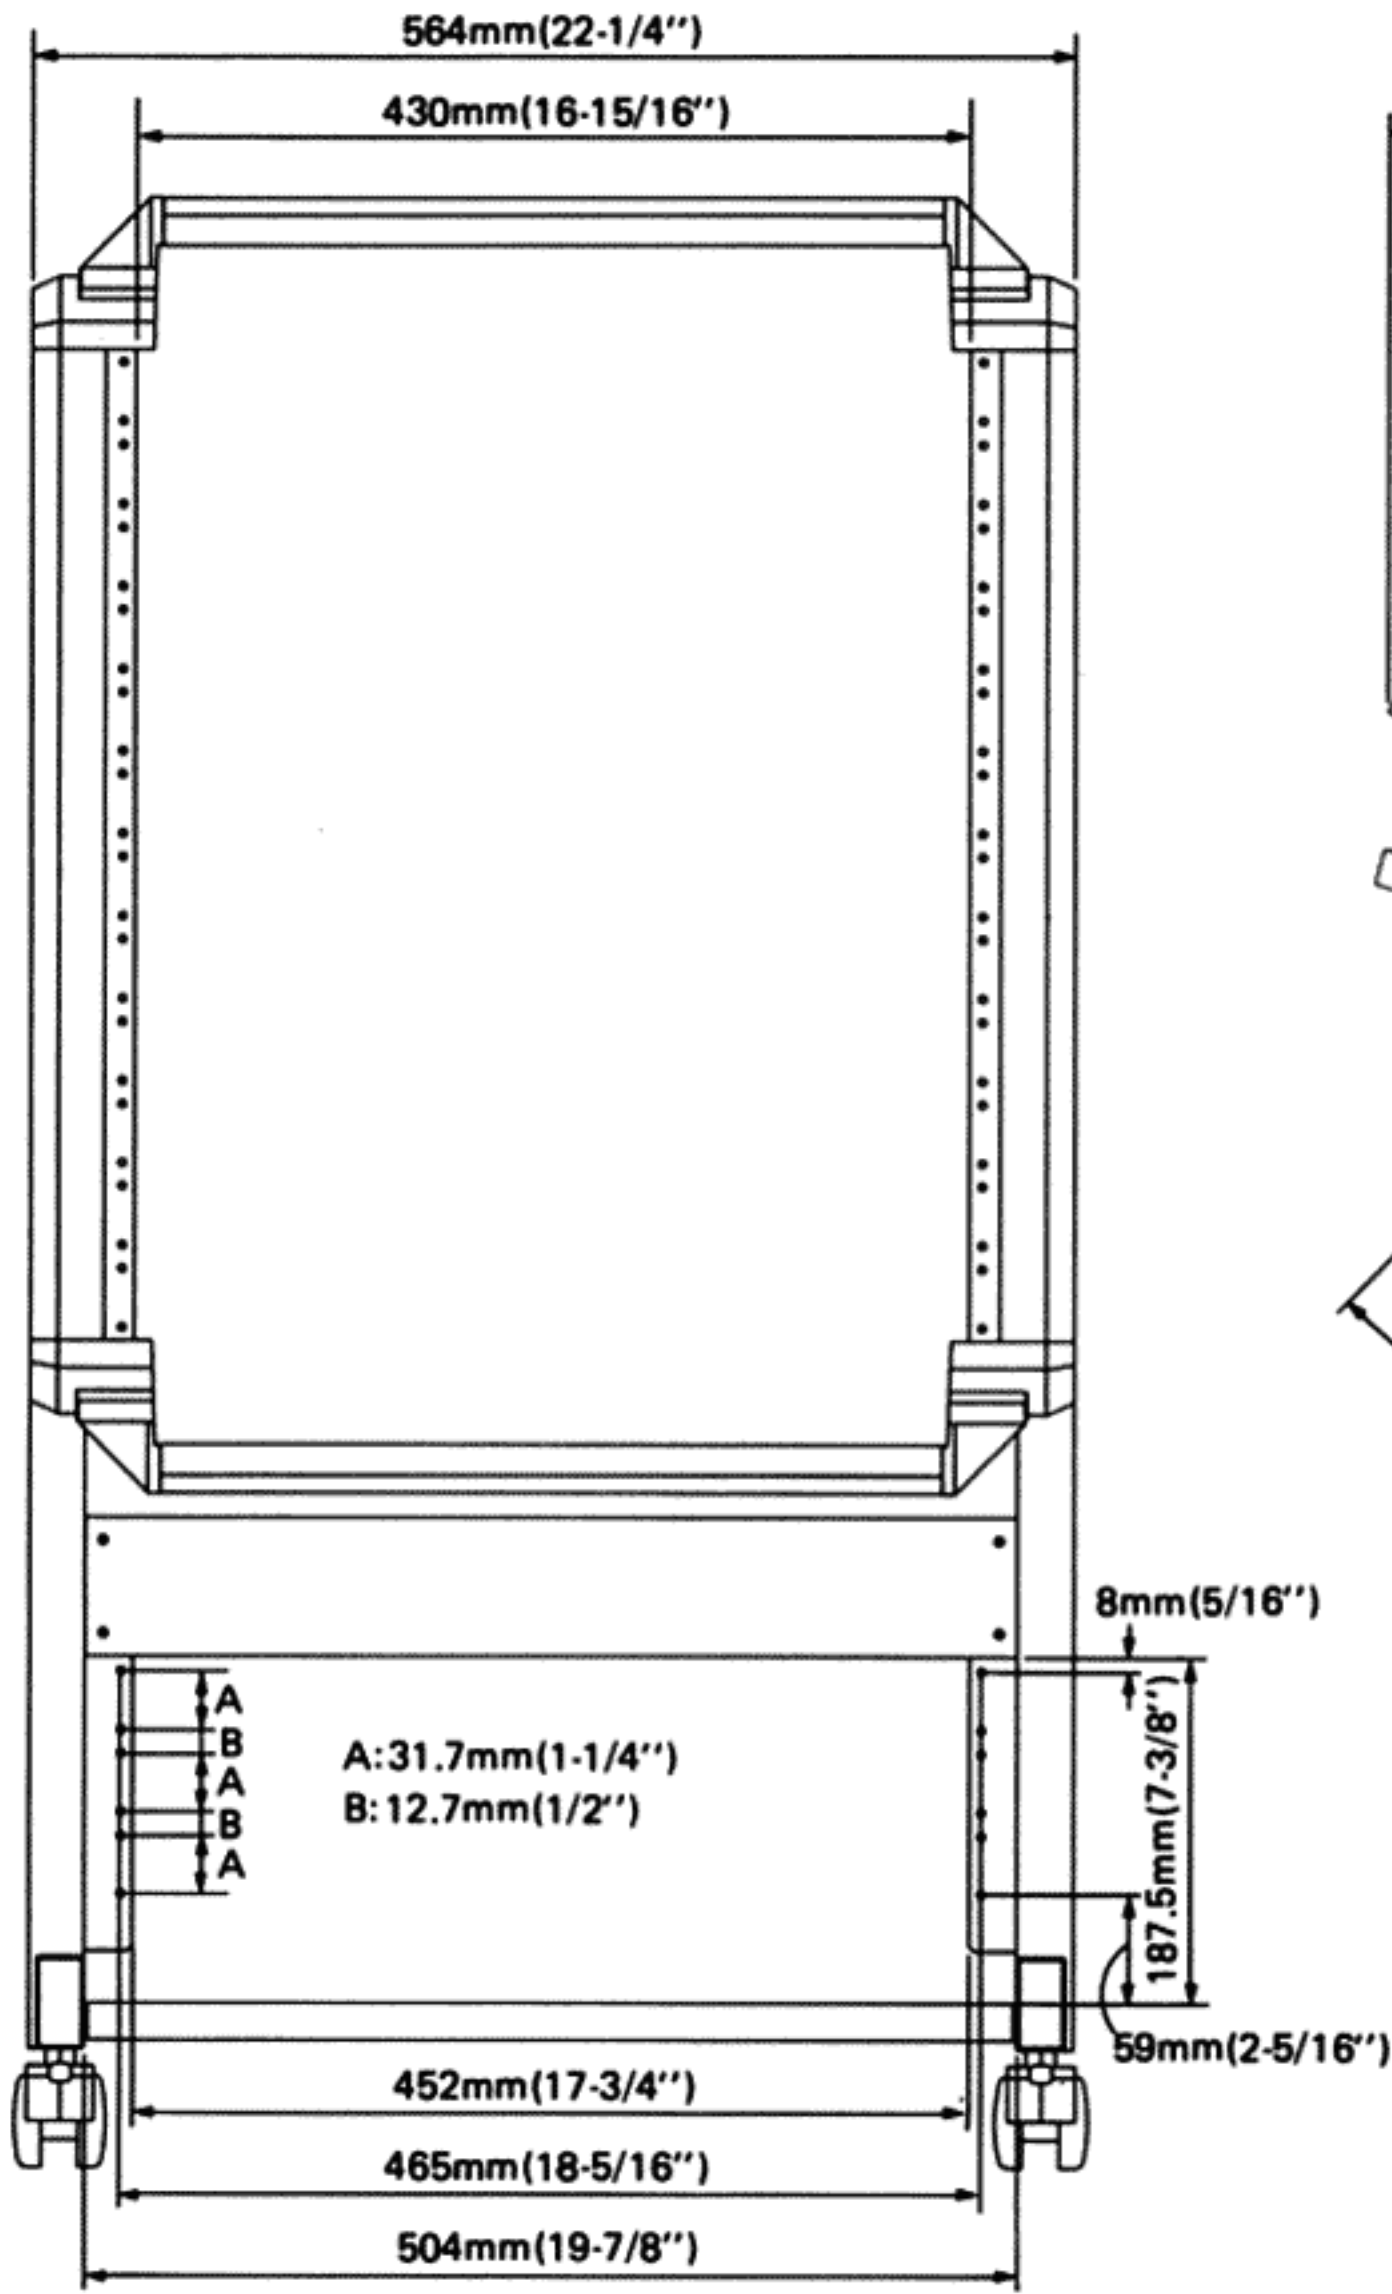 564mm(22-1/4′′)
430mm(16-15/16′′)
8mm(5/16′′)
187.5mm(7-3/8′′)
A
B
A
B
A
A:31.7mm(1-1/4′′)
B:12.7mm(1/2′′)
59mm(2-5/16′′)
452mm(17-3/4′′)
465mm(18-5/16′′)
504mm(19-7/8′′)